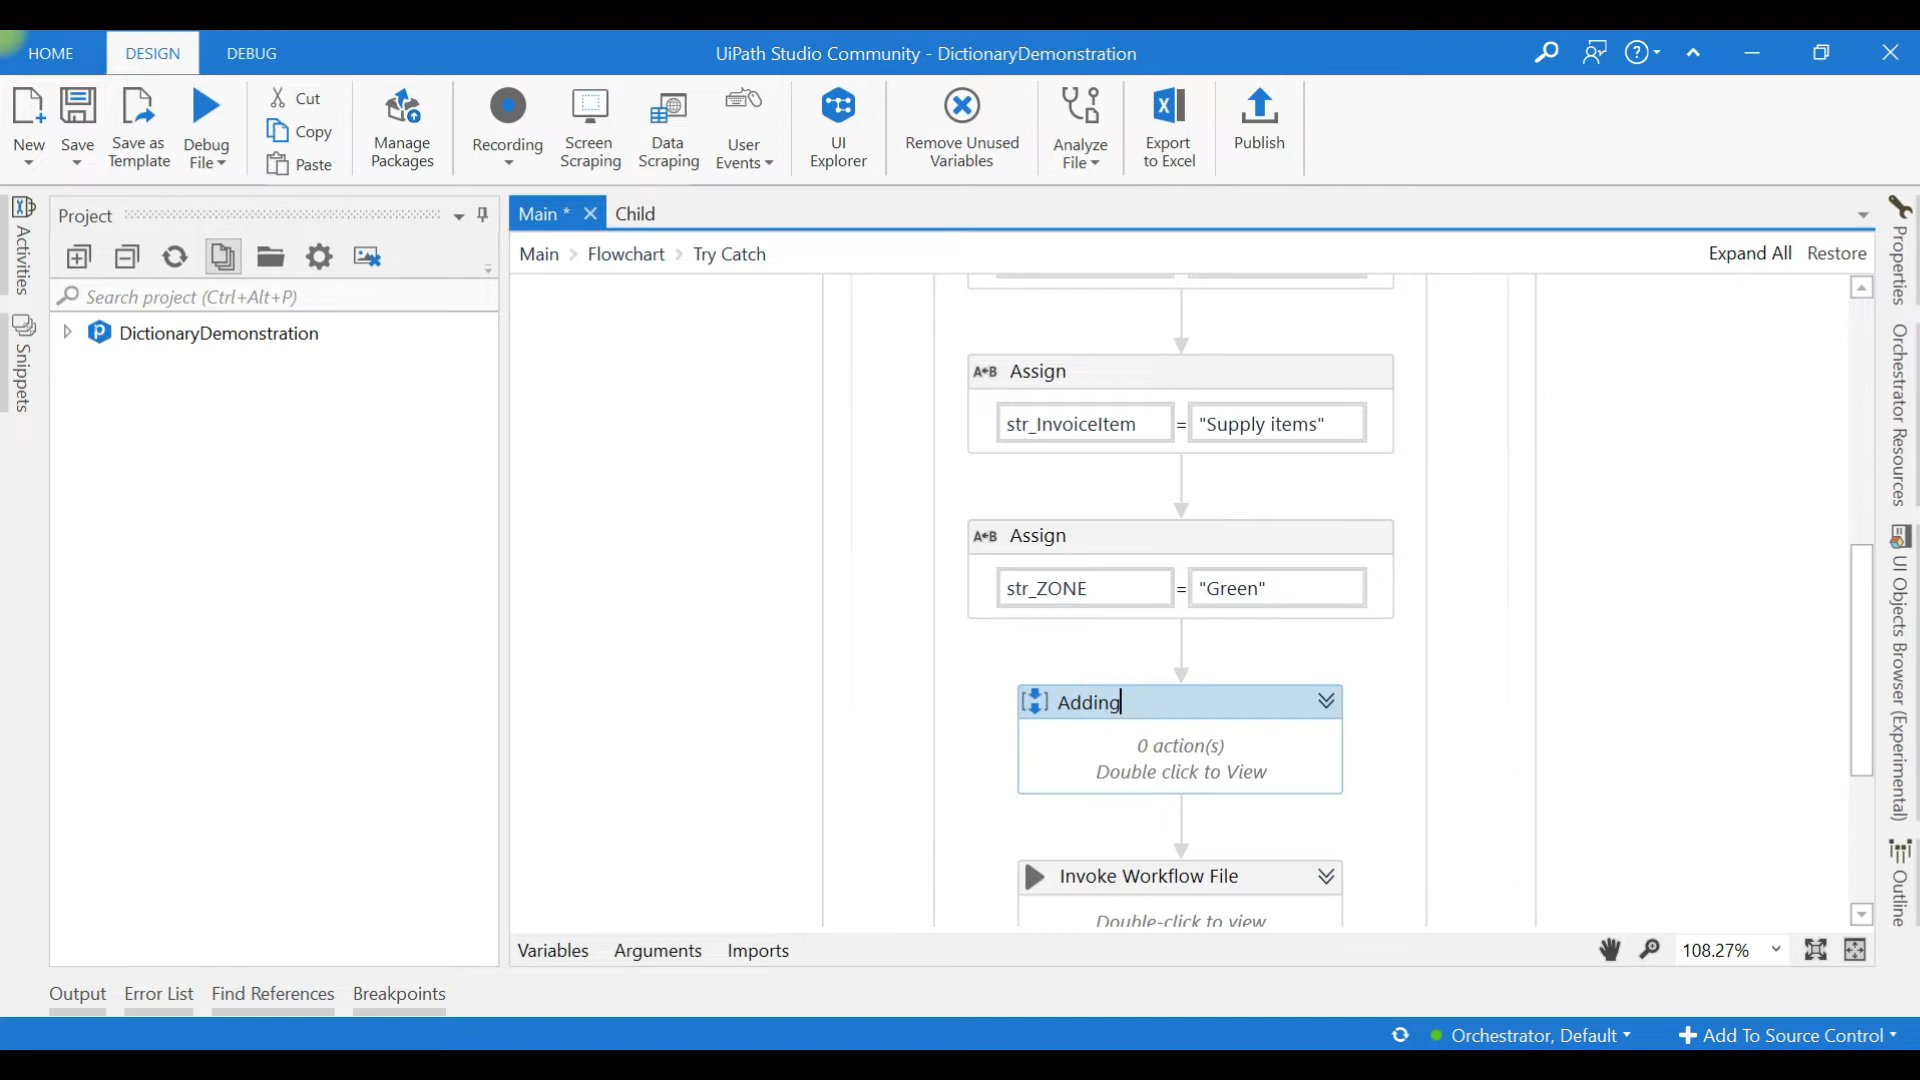 HOME DESIGN DEBUG UiPath Studio Community - DictionaryDemonstration
New Save Save as Template Debug File Cut Copy Paste Manage Packages Recording Screen Scraping Data Scraping User Events UI Explorer Remove Unused Variables Analyze File Export to Excel Publish
Activities
Snippets
Project
Search project (Ctrl+Alt+P)
DictionaryDemonstration
Main * Child
Main Flowchart Try Catch Expand All Restore
A+B Assign
str_InvoiceItem = "Supply items"
A+B Assign
str_ZONE = "Green"
Adding
0 action(s)
Double click to View
Invoke Workflow File
Double-click to view
Variables Arguments Imports 108.27%
Properties
Orchestrator Resources
UI Objects Browser (Experimental)
Outline
Output Error List Find References Breakpoints
Orchestrator, Default Add To Source Control